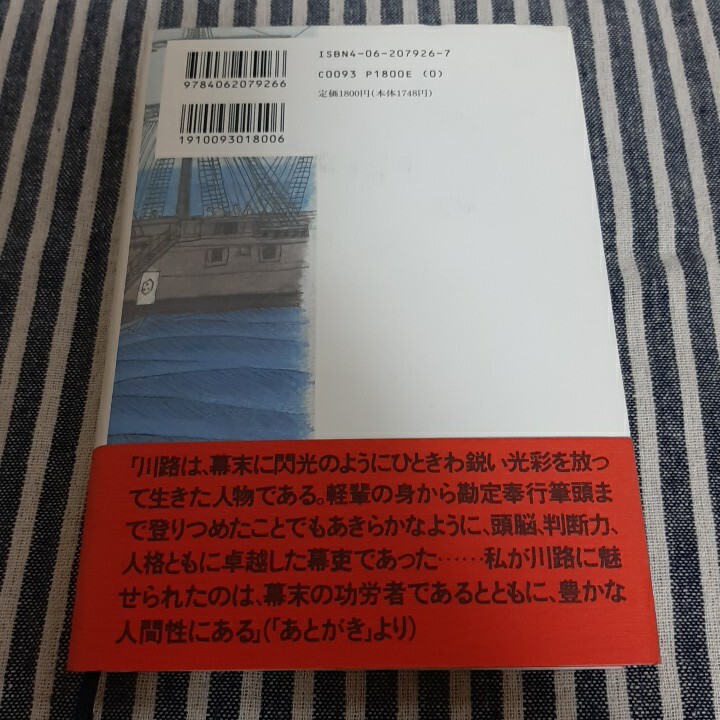 ISBN4-06-207926-7
C0093 P1800E (0)
定価1800円(本体1748円)
9784062079266
1910093018006
「川路は、幕末に閃光のようにひときわ鋭い光彩を放っ
て生きた人物である。軽輩の身から勘定奉行筆頭ま
で登りつめたことでもあきらかなように、頭脳、判断力、
人格ともに卓越した幕吏であった……私が川路に魅
せられたのは、幕末の功労者であるとともに、豊かな
人間性にある」(「あとがき」より)